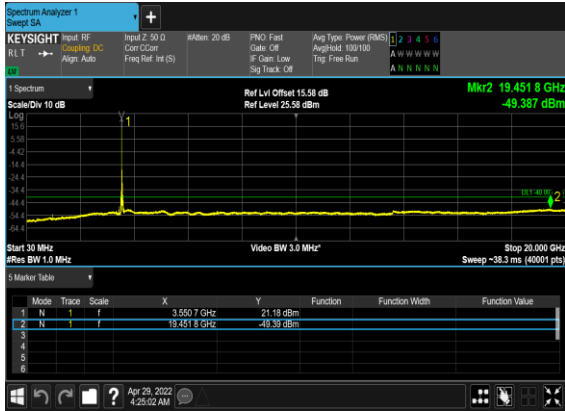 Spectrum Analyzer 1
Swept SA
+
KEYSIGHT Input: RF Input Z: 50 Ω #Atten: 20 dB PNO: Fast Avg Type: Power (RMS) 1 2 3 4 5 6
RLT Coupling: DC Corr CCorr Gate: Off Avg|Hold: 100/100 A W W W W W
Align: Auto Freq Ref: Int (S) IF Gain: Low Trig: Free Run
LXI Sig Track: Off A N N N N N
1 Spectrum Ref Lvl Offset 15.58 dB Mkr2 19.451 8 GHz
Scale/Div 10 dB Ref Level 25.58 dBm -49.387 dBm
Log
15.6
5.58
-4.42
-14.4
-24.4
-34.4
-44.4
-54.4
-64.4
1
2
Start 30 MHz Video BW 3.0 MHz* Stop 20.000 GHz
#Res BW 1.0 MHz Sweep ~38.3 ms (40001 pts)
5 Marker Table
Mode Trace Scale X Y Function Function Width Function Value
1 N 1 f 3.550 7 GHz 21.18 dBm
2 N 1 f 19.451 8 GHz -49.39 dBm
3
4
5
6
? Apr 29, 2022
4:25:02 AM